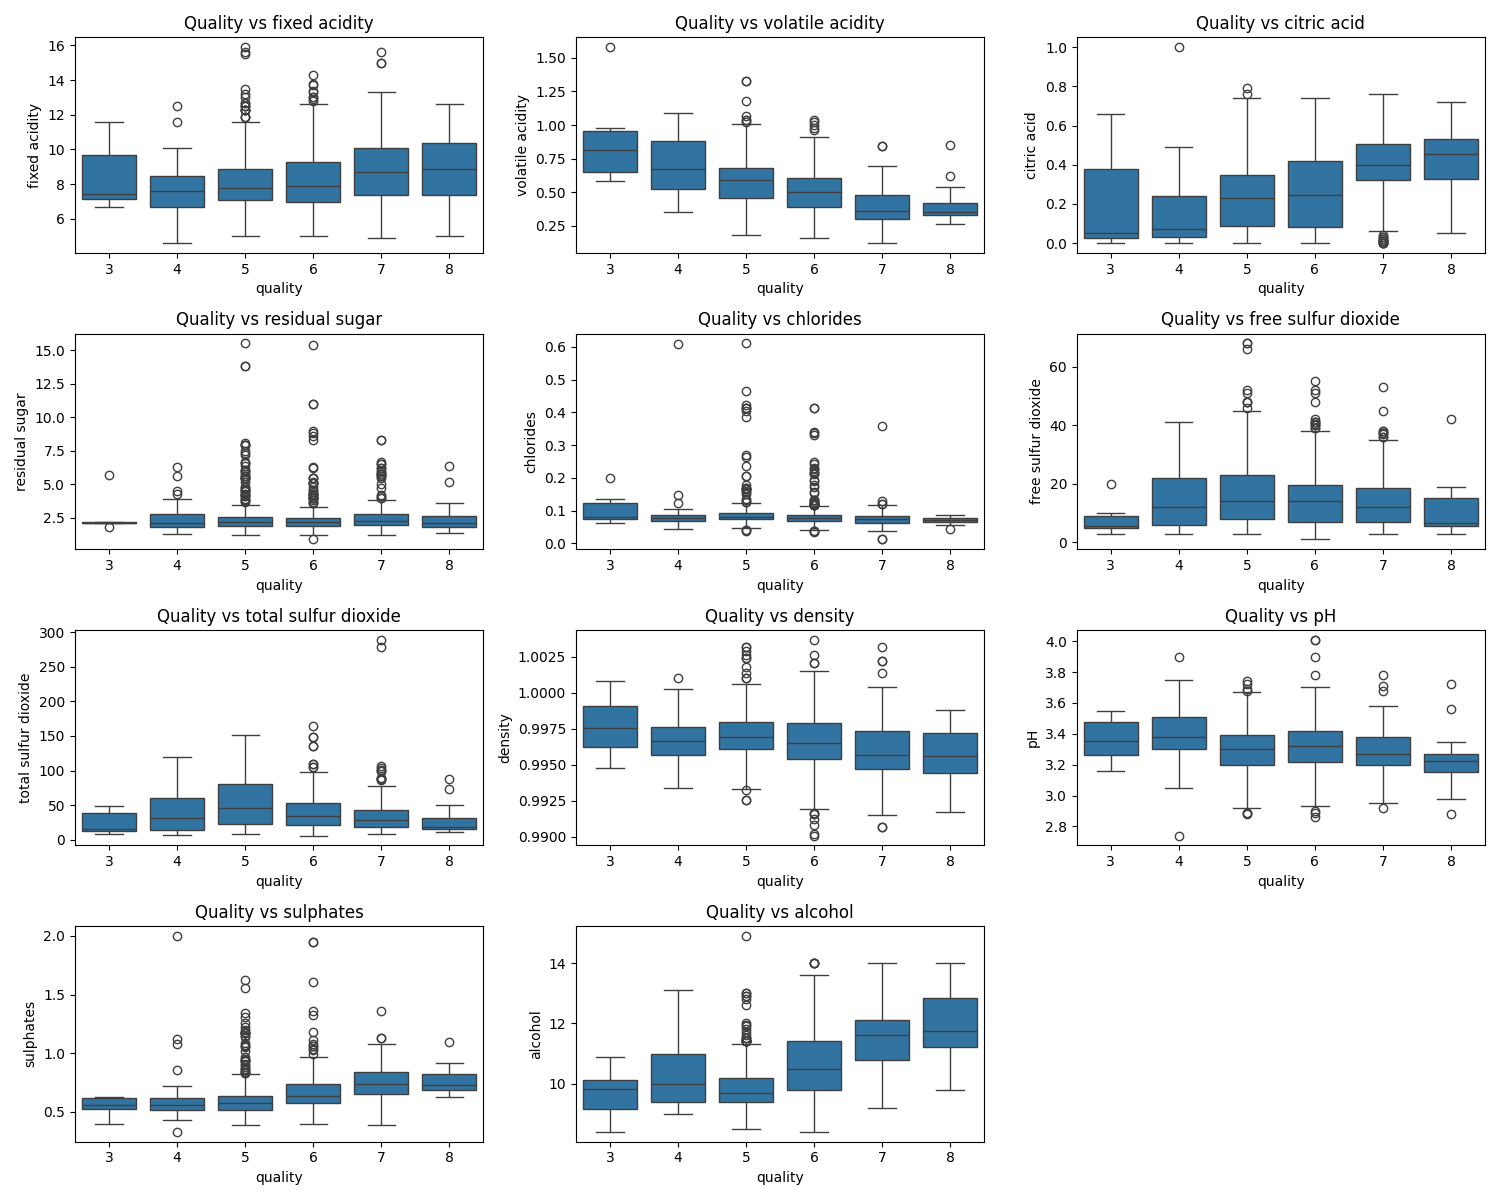 Quality vs fixed acidity
16
14
12
10
8
6
fixed acidity
3 4 5 6 7 8
quality
Quality vs volatile acidity
1.50
1.25
1.00
0.75
0.50
0.25
volatile acidity
3 4 5 6 7 8
quality
Quality vs citric acid
1.0
0.8
0.6
0.4
0.2
0.0
citric acid
3 4 5 6 7 8
quality
Quality vs residual sugar
15.0
12.5
10.0
7.5
5.0
2.5
residual sugar
3 4 5 6 7 8
quality
Quality vs chlorides
0.6
0.5
0.4
0.3
0.2
0.1
0.0
chlorides
3 4 5 6 7 8
quality
Quality vs free sulfur dioxide
60
40
20
0
free sulfur dioxide
3 4 5 6 7 8
quality
Quality vs total sulfur dioxide
300
250
200
150
100
50
0
total sulfur dioxide
3 4 5 6 7 8
quality
Quality vs density
1.0025
1.0000
0.9975
0.9950
0.9925
0.9900
density
3 4 5 6 7 8
quality
Quality vs pH
4.0
3.8
3.6
3.4
3.2
3.0
2.8
pH
3 4 5 6 7 8
quality
Quality vs sulphates
2.0
1.5
1.0
0.5
sulphates
3 4 5 6 7 8
quality
Quality vs alcohol
14
12
10
alcohol
3 4 5 6 7 8
quality